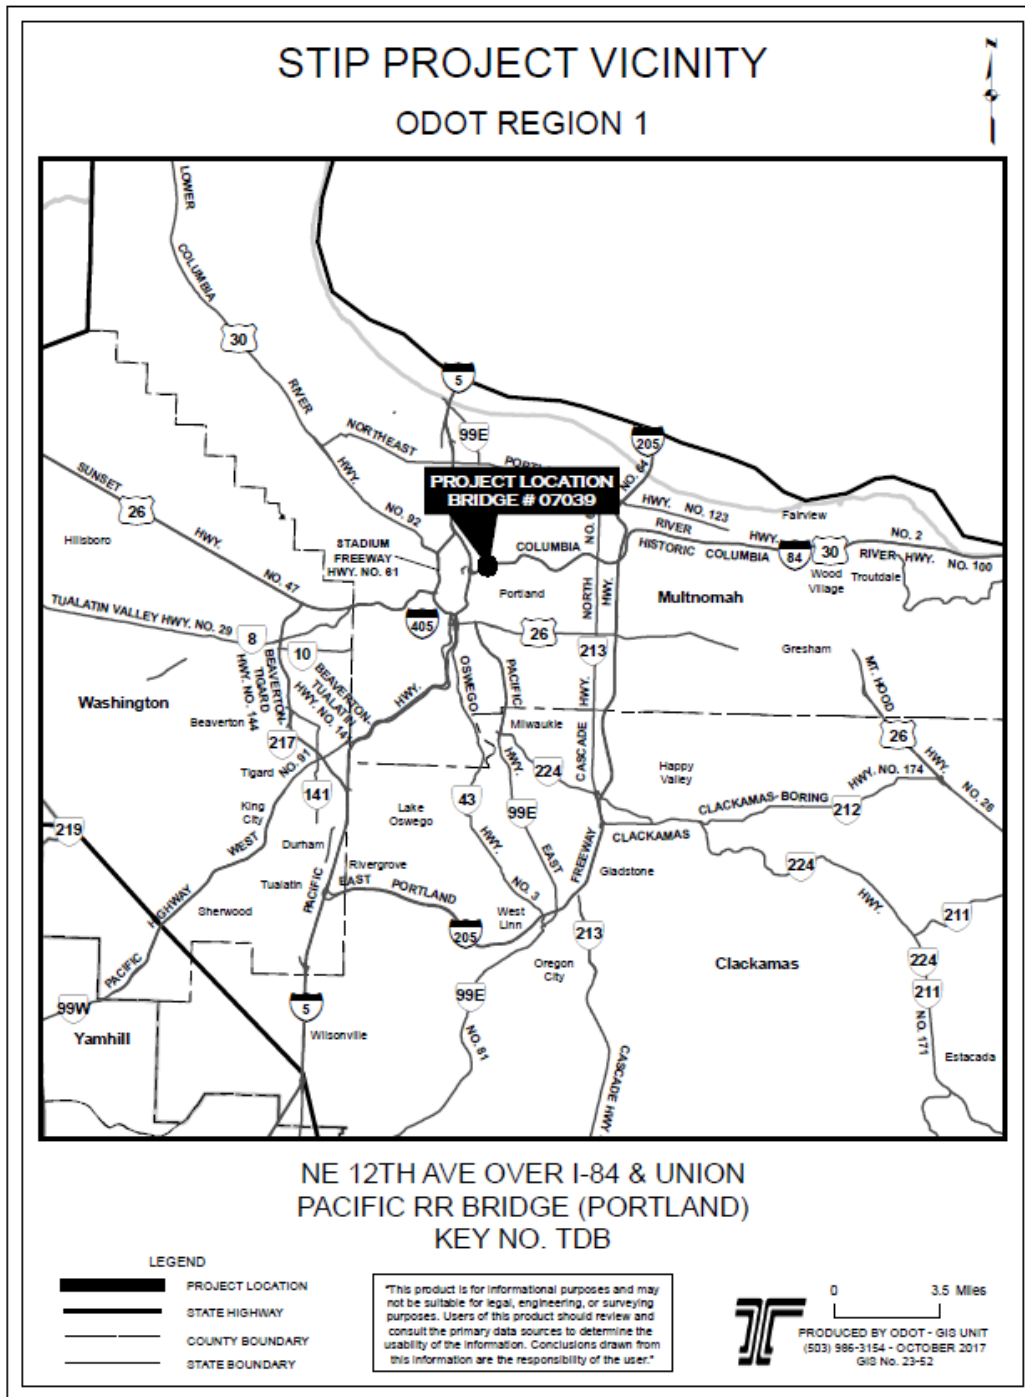 STIP PROJECT VICINITY
ODOT REGION 1
N
LOWER
COLUMBIA
30
RIVER
HWY.
NO. 92
5
99E
205
NORTHEAST
NO. 64
PROJECT LOCATION
BRIDGE # 07039
SUNSET
26
HWY.
NO. 47
Hillsboro
STADIUM
FREEWAY
HWY. NO. 61
COLUMBIA
HWY. NO. 123
Fairview
RIVER
HWY.
84
30
NO. 2
HISTORIC COLUMBIA
RIVER HWY.
NO. 100
Wood
Village
Troutdale
Portland
Multnomah
TUALATIN VALLEY HWY. NO. 29
8
10
405
26
NORTH
HWY.
213
Gresham
MT. HOOD
26
HWY.
NO. 26
BEAVERTON-
TIGARD
HWY. NO. 144
BEAVERTON-
TUALATIN
HWY. NO. 141
HWY.
OSWEGO
PACIFIC
HWY.
Washington
Beaverton
217
Tigard
NO. 91
Milwaukie
224
CASCADE
HWY.
Happy
Valley
HWY. NO. 174
141
43
99E
CLACKAMAS-BORING
212
King
City
Lake
Oswego
219
WEST
Durham
HWY.
EAST
FREEWAY
CLACKAMAS
Rivergrove
Gladstone
224
Tualatin
PACIFIC
EAST PORTLAND
NO. 3
HWY.
HIGHWAY
Sherwood
West
Linn
205
213
211
Oregon
City
Clackamas
224
PACIFIC
99E
211
99W
5
Wilsonville
Yamhill
NO. 81
NO. 171
CASCADE HWY
Estacada
NE 12TH AVE OVER I-84 & UNION
PACIFIC RR BRIDGE (PORTLAND)
KEY NO. TDB
LEGEND
PROJECT LOCATION
STATE HIGHWAY
COUNTY BOUNDARY
STATE BOUNDARY
"This product is for informational purposes and may
not be suitable for legal, engineering, or surveying
purposes. Users of this product should review and
consult the primary data sources to determine the
usability of the information. Conclusions drawn from
this information are the responsibility of the user."
0 3.5 Miles
PRODUCED BY ODOT - GIS UNIT
(503) 986-3154 - OCTOBER 2017
GIS No. 23-52